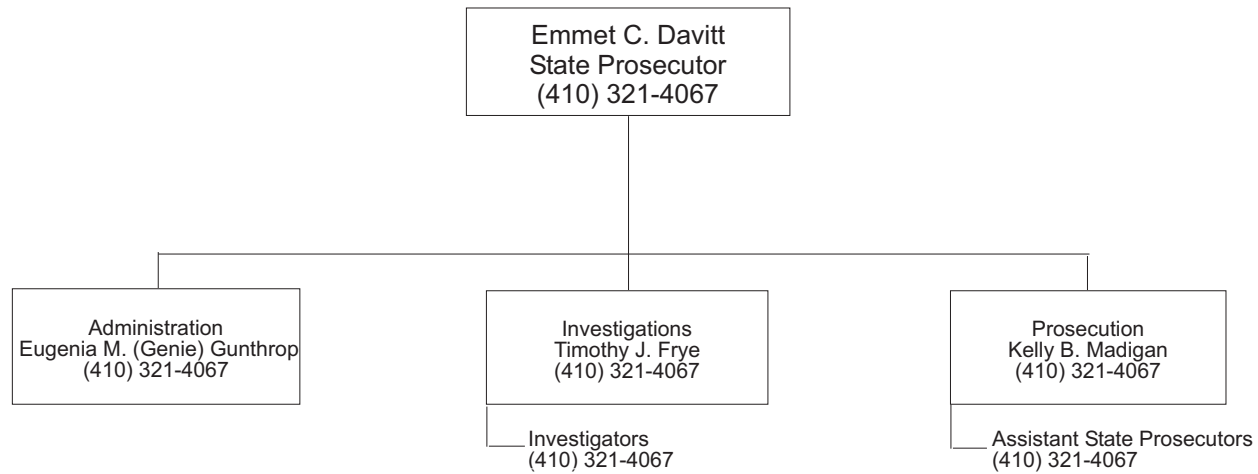 Emmet C. Davitt
State Prosecutor
(410) 321-4067
Administration
Eugenia M. (Genie) Gunthrop
(410) 321-4067
Investigations
Timothy J. Frye
(410) 321-4067
Prosecution
Kelly B. Madigan
(410) 321-4067
Investigators
(410) 321-4067
Assistant State Prosecutors
(410) 321-4067